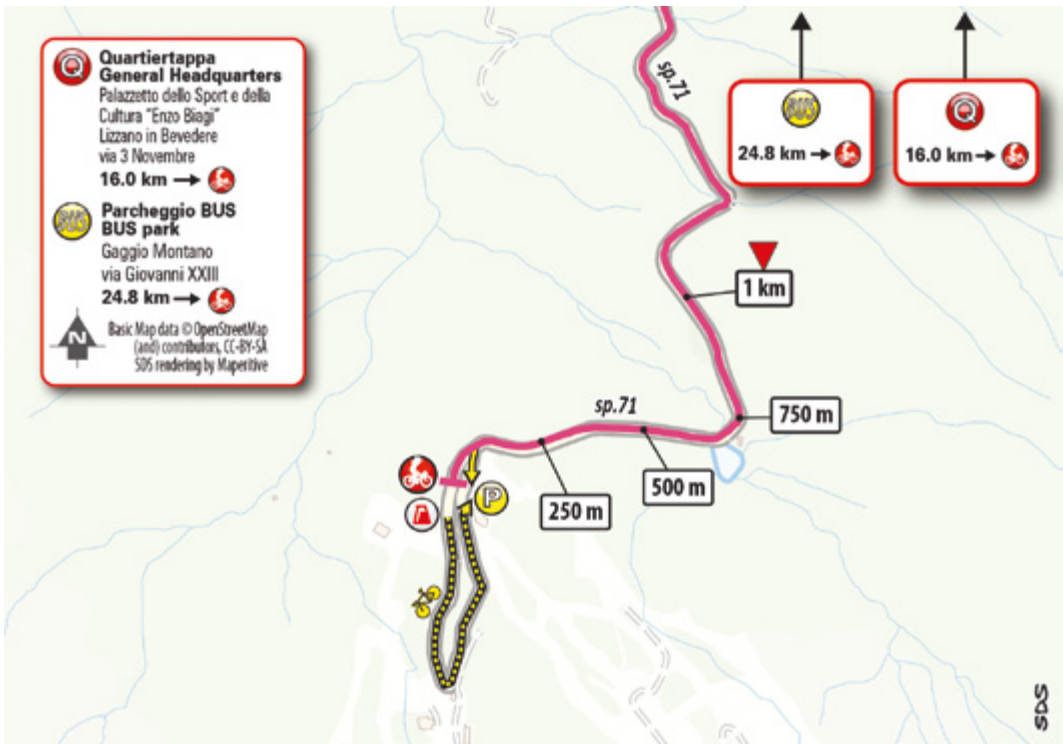 Quartiertappa
General Headquarters
Palazzetto dello Sport e della
Cultura "Enzo Biagi"
Lizzano in Bevedere
via 3 Novembre
16.0 km
Parcheggio BUS
BUS park
Gaggio Montano
via Giovanni XXIII
24.8 km
N
Basic Map data © OpenStreetMap
(and) contributors, CC-BY-SA
SDS rendering by Maperitive
sp.71
BUS
24.8 km
Q
16.0 km
1 km
750 m
sp.71
500 m
250 m
P
SDS